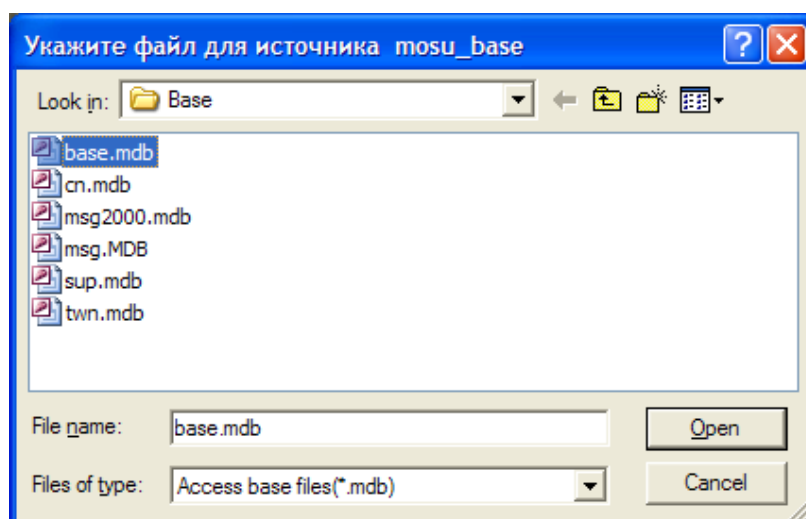 Укажите файл для источника mosu_base
Look in: Base
base.mdb
cn.mdb
msg2000.mdb
msg.MDB
sup.mdb
twn.mdb
File name: base.mdb Open
Files of type: Access base files(*.mdb) Cancel